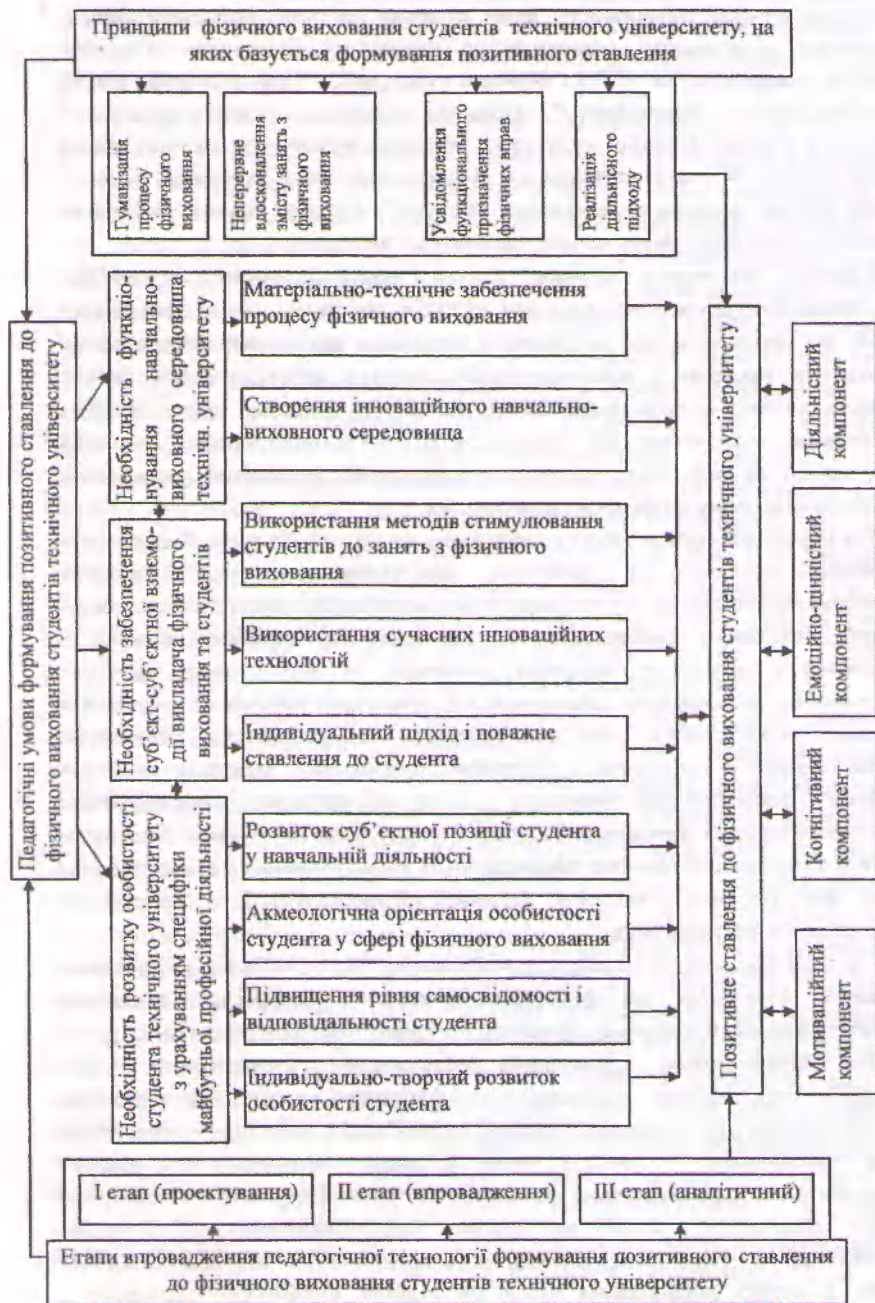 Принципи фізичного виховання студентів технічного університету, на
яких базується формування позитивного ставлення
Гуманізація
процесу
фізичного
виховання
Неперервне
вдосконалення
змісту занять з
фізичного
виховання
Усвідомлення
функціонального
призначення
фізичних вправ
Реалізація
діяльнісного
підходу
Педагогічні умови формування позитивного ставлення до
фізичного виховання студентів технічного університету
Необхідність функціо-
нування навчально-
виховного середовища
технічн. університету
Необхідність забезпечення
суб'єкт-суб'єктної взаємо-
дії викладача фізичного
виховання та студентів
Необхідність розвитку особистості
студента технічного університету
з урахуванням специфіки
майбутньої професійної діяльності
Матеріально-технічне забезпечення
процесу фізичного виховання
Створення інноваційного навчально-
виховного середовища
Використання методів стимулювання
студентів до занять з фізичного
виховання
Використання сучасних інноваційних
технологій
Індивідуальний підхід і поважне
ставлення до студента
Розвиток суб'єктної позиції студента
у навчальній діяльності
Акмеологічна орієнтація особистості
студента у сфері фізичного виховання
Підвищення рівня самосвідомості і
відповідальності студента
Індивідуально-творчий розвиток
особистості студента
Позитивне ставлення до фізичного виховання студентів технічного університету
Діяльнісний
компонент
Емоційно-ціннісний
компонент
Когнітивний
компонент
Мотиваційний
компонент
І етап (проектування)
ІІ етап (впровадження)
ІІІ етап (аналітичний)
Етапи впровадження педагогічної технології формування позитивного ставлення
до фізичного виховання студентів технічного університету